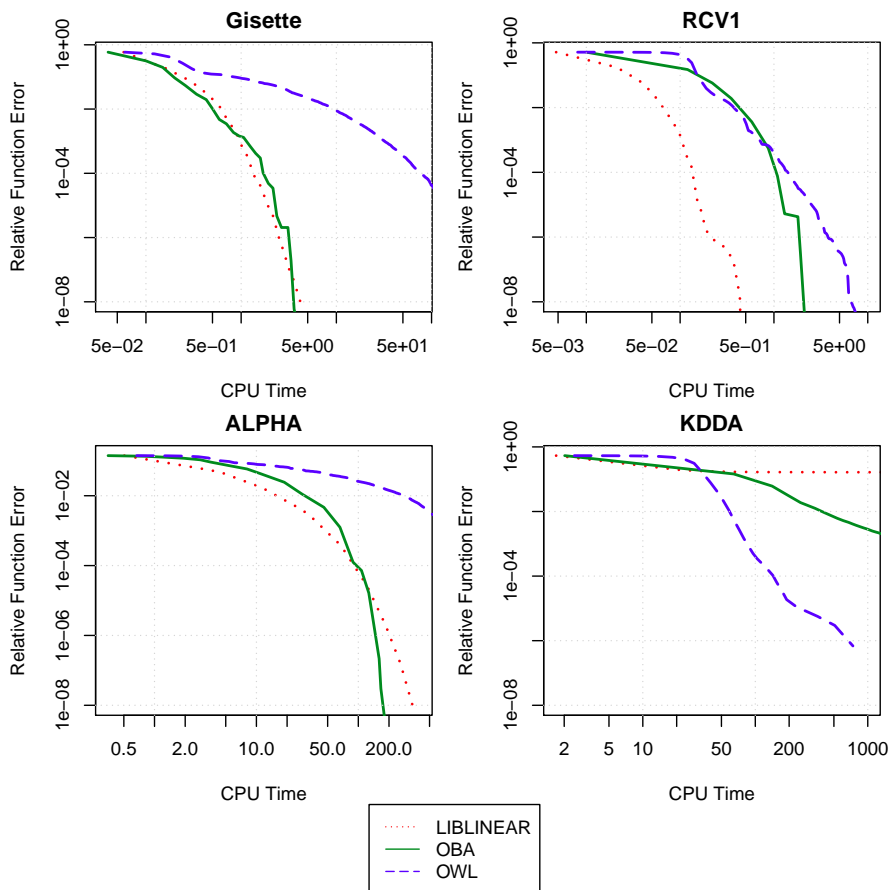 Gisette
Relative Function Error
1e+00
1e−04
1e−08
5e−02
5e−01
5e+00
5e+01
CPU Time
RCV1
Relative Function Error
1e+00
1e−04
1e−08
5e−03
5e−02
5e−01
5e+00
CPU Time
ALPHA
Relative Function Error
1e−02
1e−04
1e−06
1e−08
0.5
2.0
10.0
50.0
200.0
CPU Time
KDDA
Relative Function Error
1e+00
1e−04
1e−08
2
5
10
50
200
1000
CPU Time
LIBLINEAR
OBA
OWL